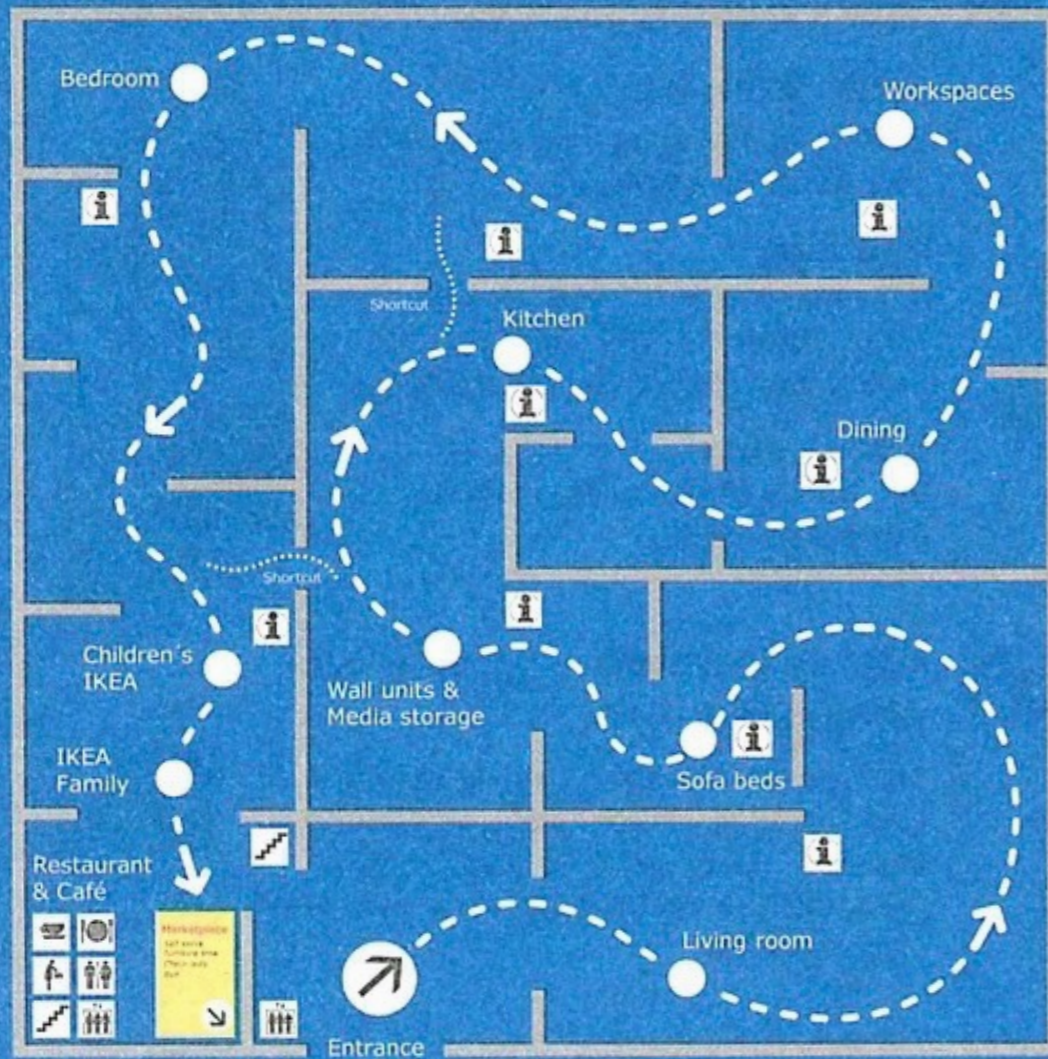 Bedroom
Workspaces
Shortcut
Kitchen
Dining
Shortcut
Children´s
IKEA
Wall units &
Media storage
IKEA
Family
Sofa beds
Restaurant
& Café
Marketplace
Living room
Entrance